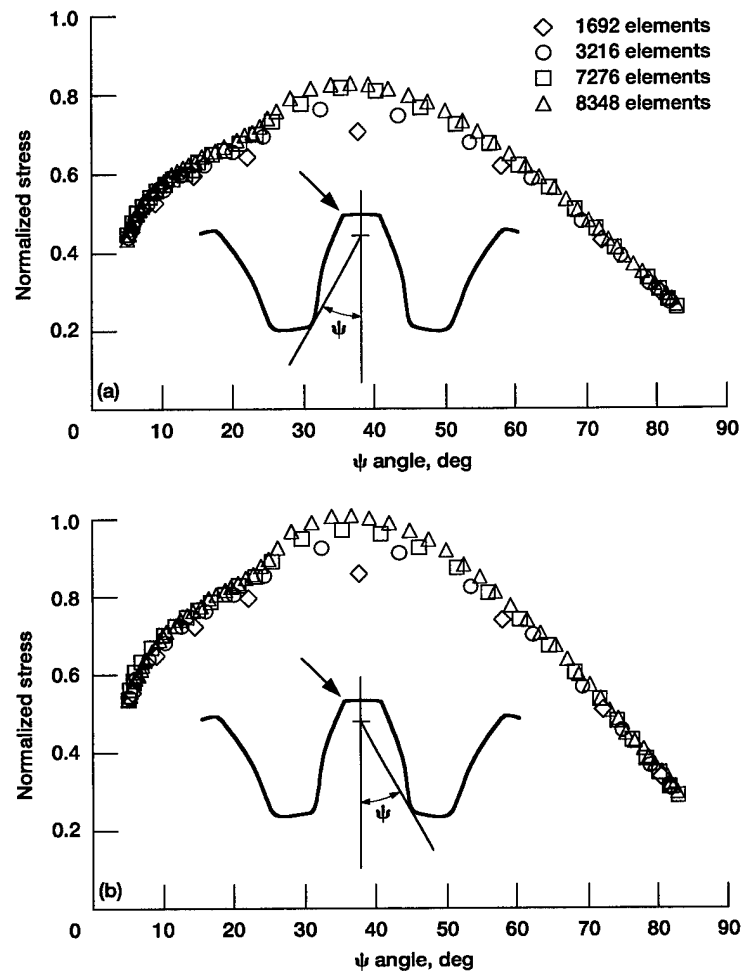 1.0
0.8
0.6
0.4
0.2
0
Normalized stress
◇ 1692 elements
○ 3216 elements
□ 7276 elements
△ 8348 elements
ψ
(a)
10 20 30 40 50 60 70 80 90
ψ angle, deg
1.0
0.8
0.6
0.4
0.2
0
Normalized stress
ψ
(b)
10 20 30 40 50 60 70 80 90
ψ angle, deg